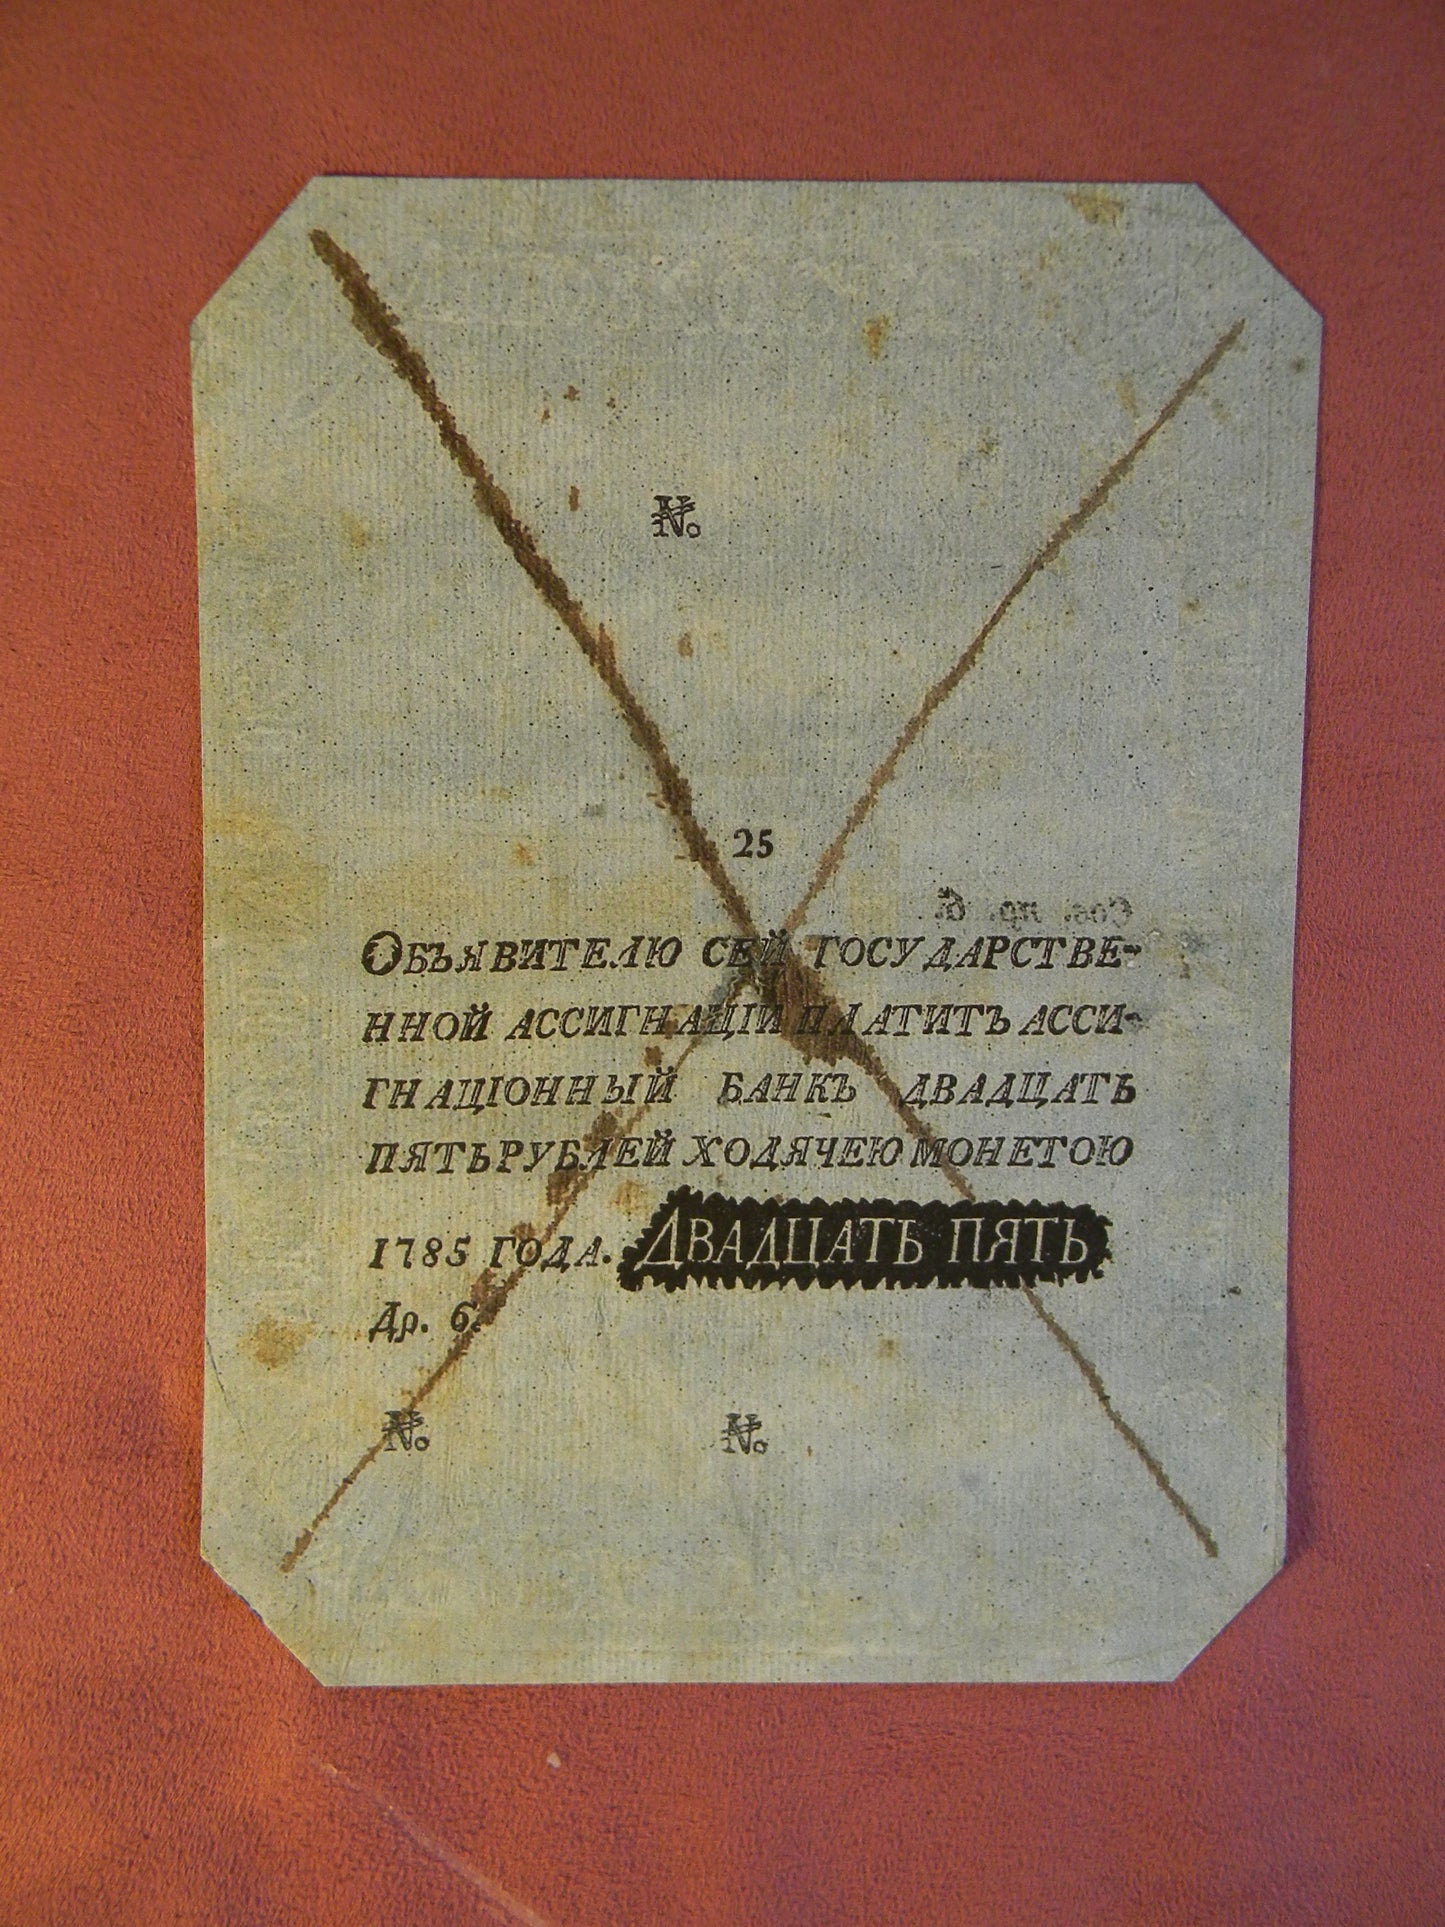 №
25
ОБЪЯВИТЕЛЮ СЕЙ ГОСУДАРСТВЕ-
ННОЙ АССИГНАЦІИ ПЛАТИТЪ АССИ-
ГНАЦІОННЫЙ БАНКЪ ДВАДЦАТЬ
ПЯТЬ РУБЛЕЙ ХОДЯЧЕЮ МОНЕТОЮ
1785 ГОДА. ДВАДЦАТЬ ПЯТЬ
Др. 6.
№ №